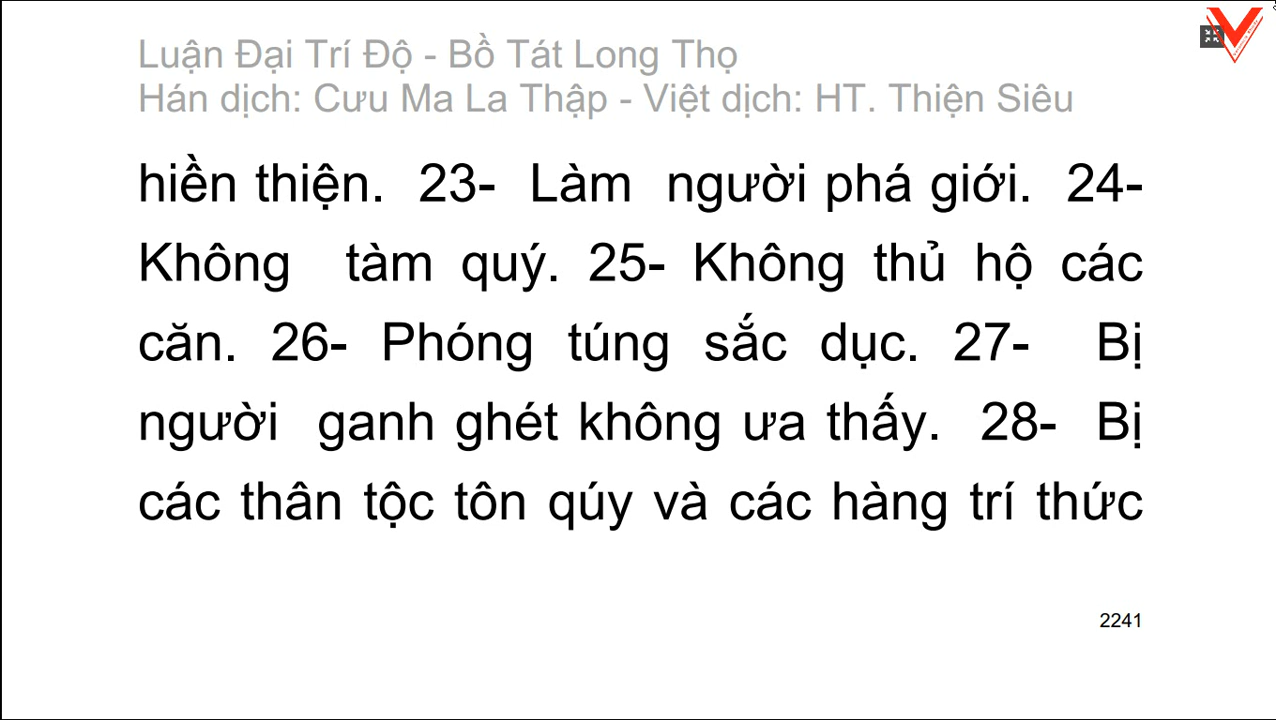 Luận Đại Trí Độ - Bồ Tát Long Thọ
Hán dịch: Cưu Ma La Thập - Việt dịch: HT. Thiện Siêu
hiền thiện. 23- Làm người phá giới. 24-
Không tàm quý. 25- Không thủ hộ các
căn. 26- Phóng túng sắc dục. 27- Bị
người ganh ghét không ưa thấy. 28- Bị
các thân tộc tôn qúy và các hàng trí thức
2241